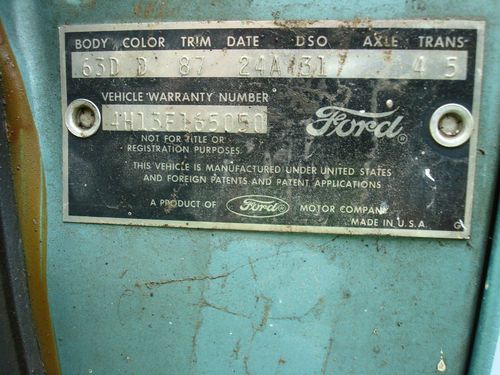 BODY COLOR TRIM DATE DSO AXLE TRANS-
63D D 87 24A 31 4 5
VEHICLE WARRANTY NUMBER
4H13F165050
Ford®
NOT FOR TITLE OR
REGISTRATION PURPOSES
THIS VEHICLE IS MANUFACTURED UNDER UNITED STATES
AND FOREIGN PATENTS AND PATENT APPLICATIONS
A PRODUCT OF Ford® MOTOR COMPANY
MADE IN U.S.A. G